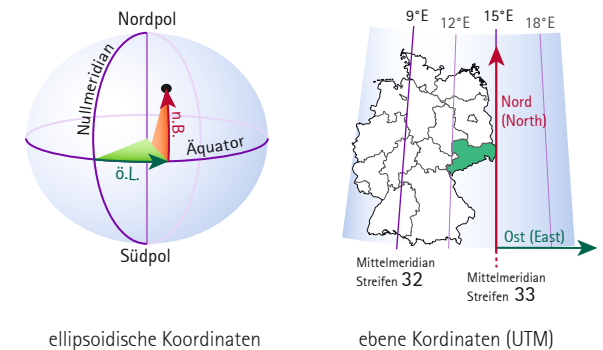 Nordpol
Nullmeridian
n.B.
Äquator
ö.L.
Südpol
ellipsoidische Koordinaten
9°E
12°E
15°E
18°E
Nord
(North)
Ost (East)
Mittelmeridian
Streifen 32
Mittelmeridian
Streifen 33
ebene Kordinaten (UTM)